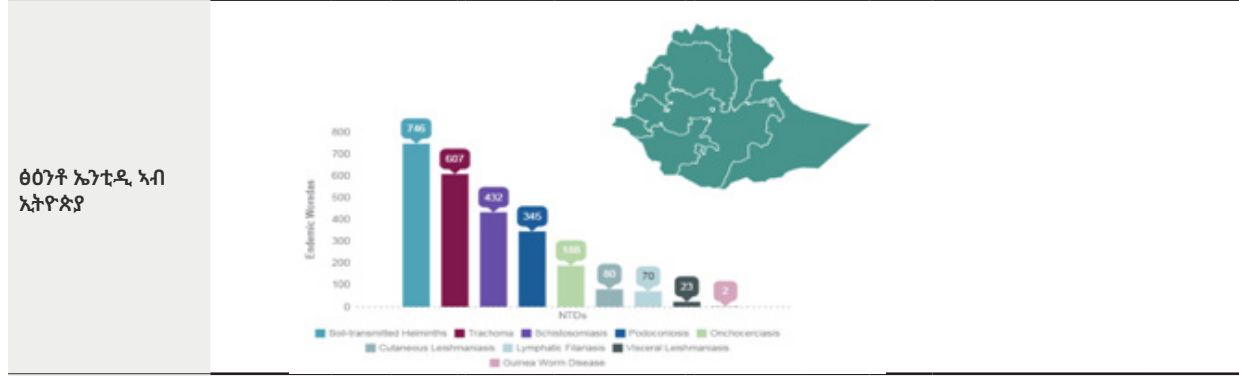 ፅዕንቶ ኤንቲዲ ኣብ
ኢትዮጵያ
Endemic Woredas
800
700
600
500
400
300
200
100
0
746
607
432
345
188
80
70
23
2
NTDs
Soil-transmitted Helminths Trachoma Schistosomiasis Podoconiosis Onchocerciasis
Cutaneous Leishmaniasis Lymphatic Filariasis Visceral Leishmaniasis
Guinea Worm Disease